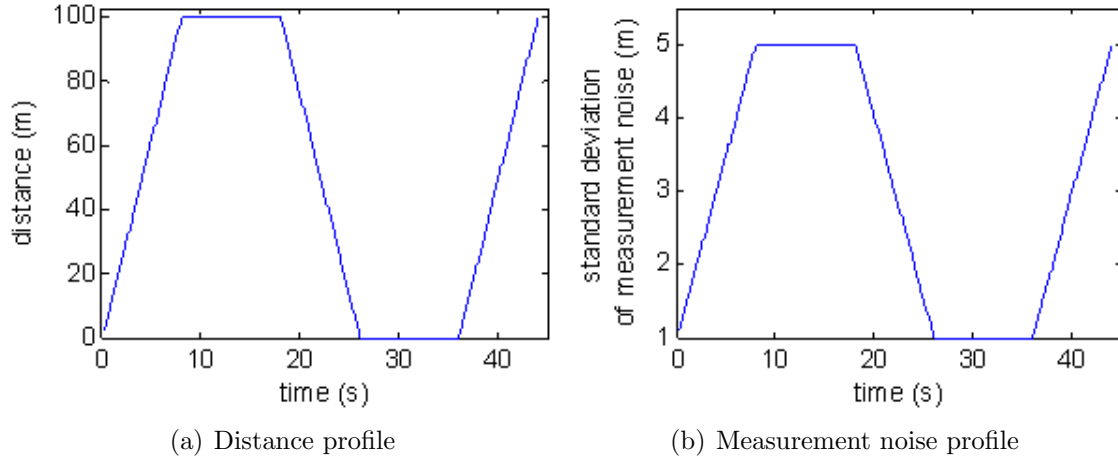 distance (m)
100
80
60
40
20
0
0 10 20 30 40
time (s)
(a) Distance profile
standard deviation
of measurement noise (m)
5
4
3
2
1
0 10 20 30 40
time (s)
(b) Measurement noise profile